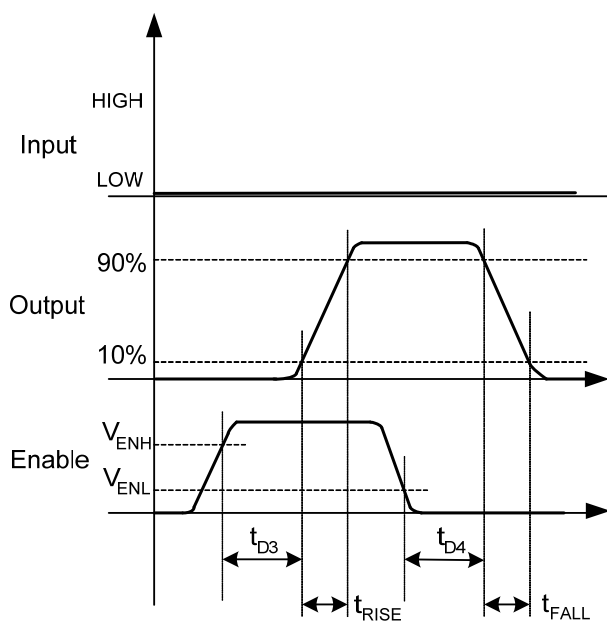 HIGH
Input
LOW
90%
Output
10%
VENH
Enable
VENL
tD3
tD4
tRISE
tFALL